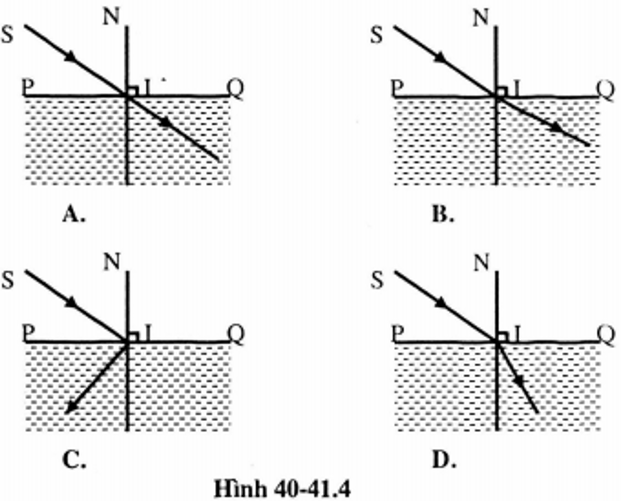 N N
S S
P I Q P I Q
A. B.
N N
S S
P I Q P I Q
C. D.
Hình 40-41.4